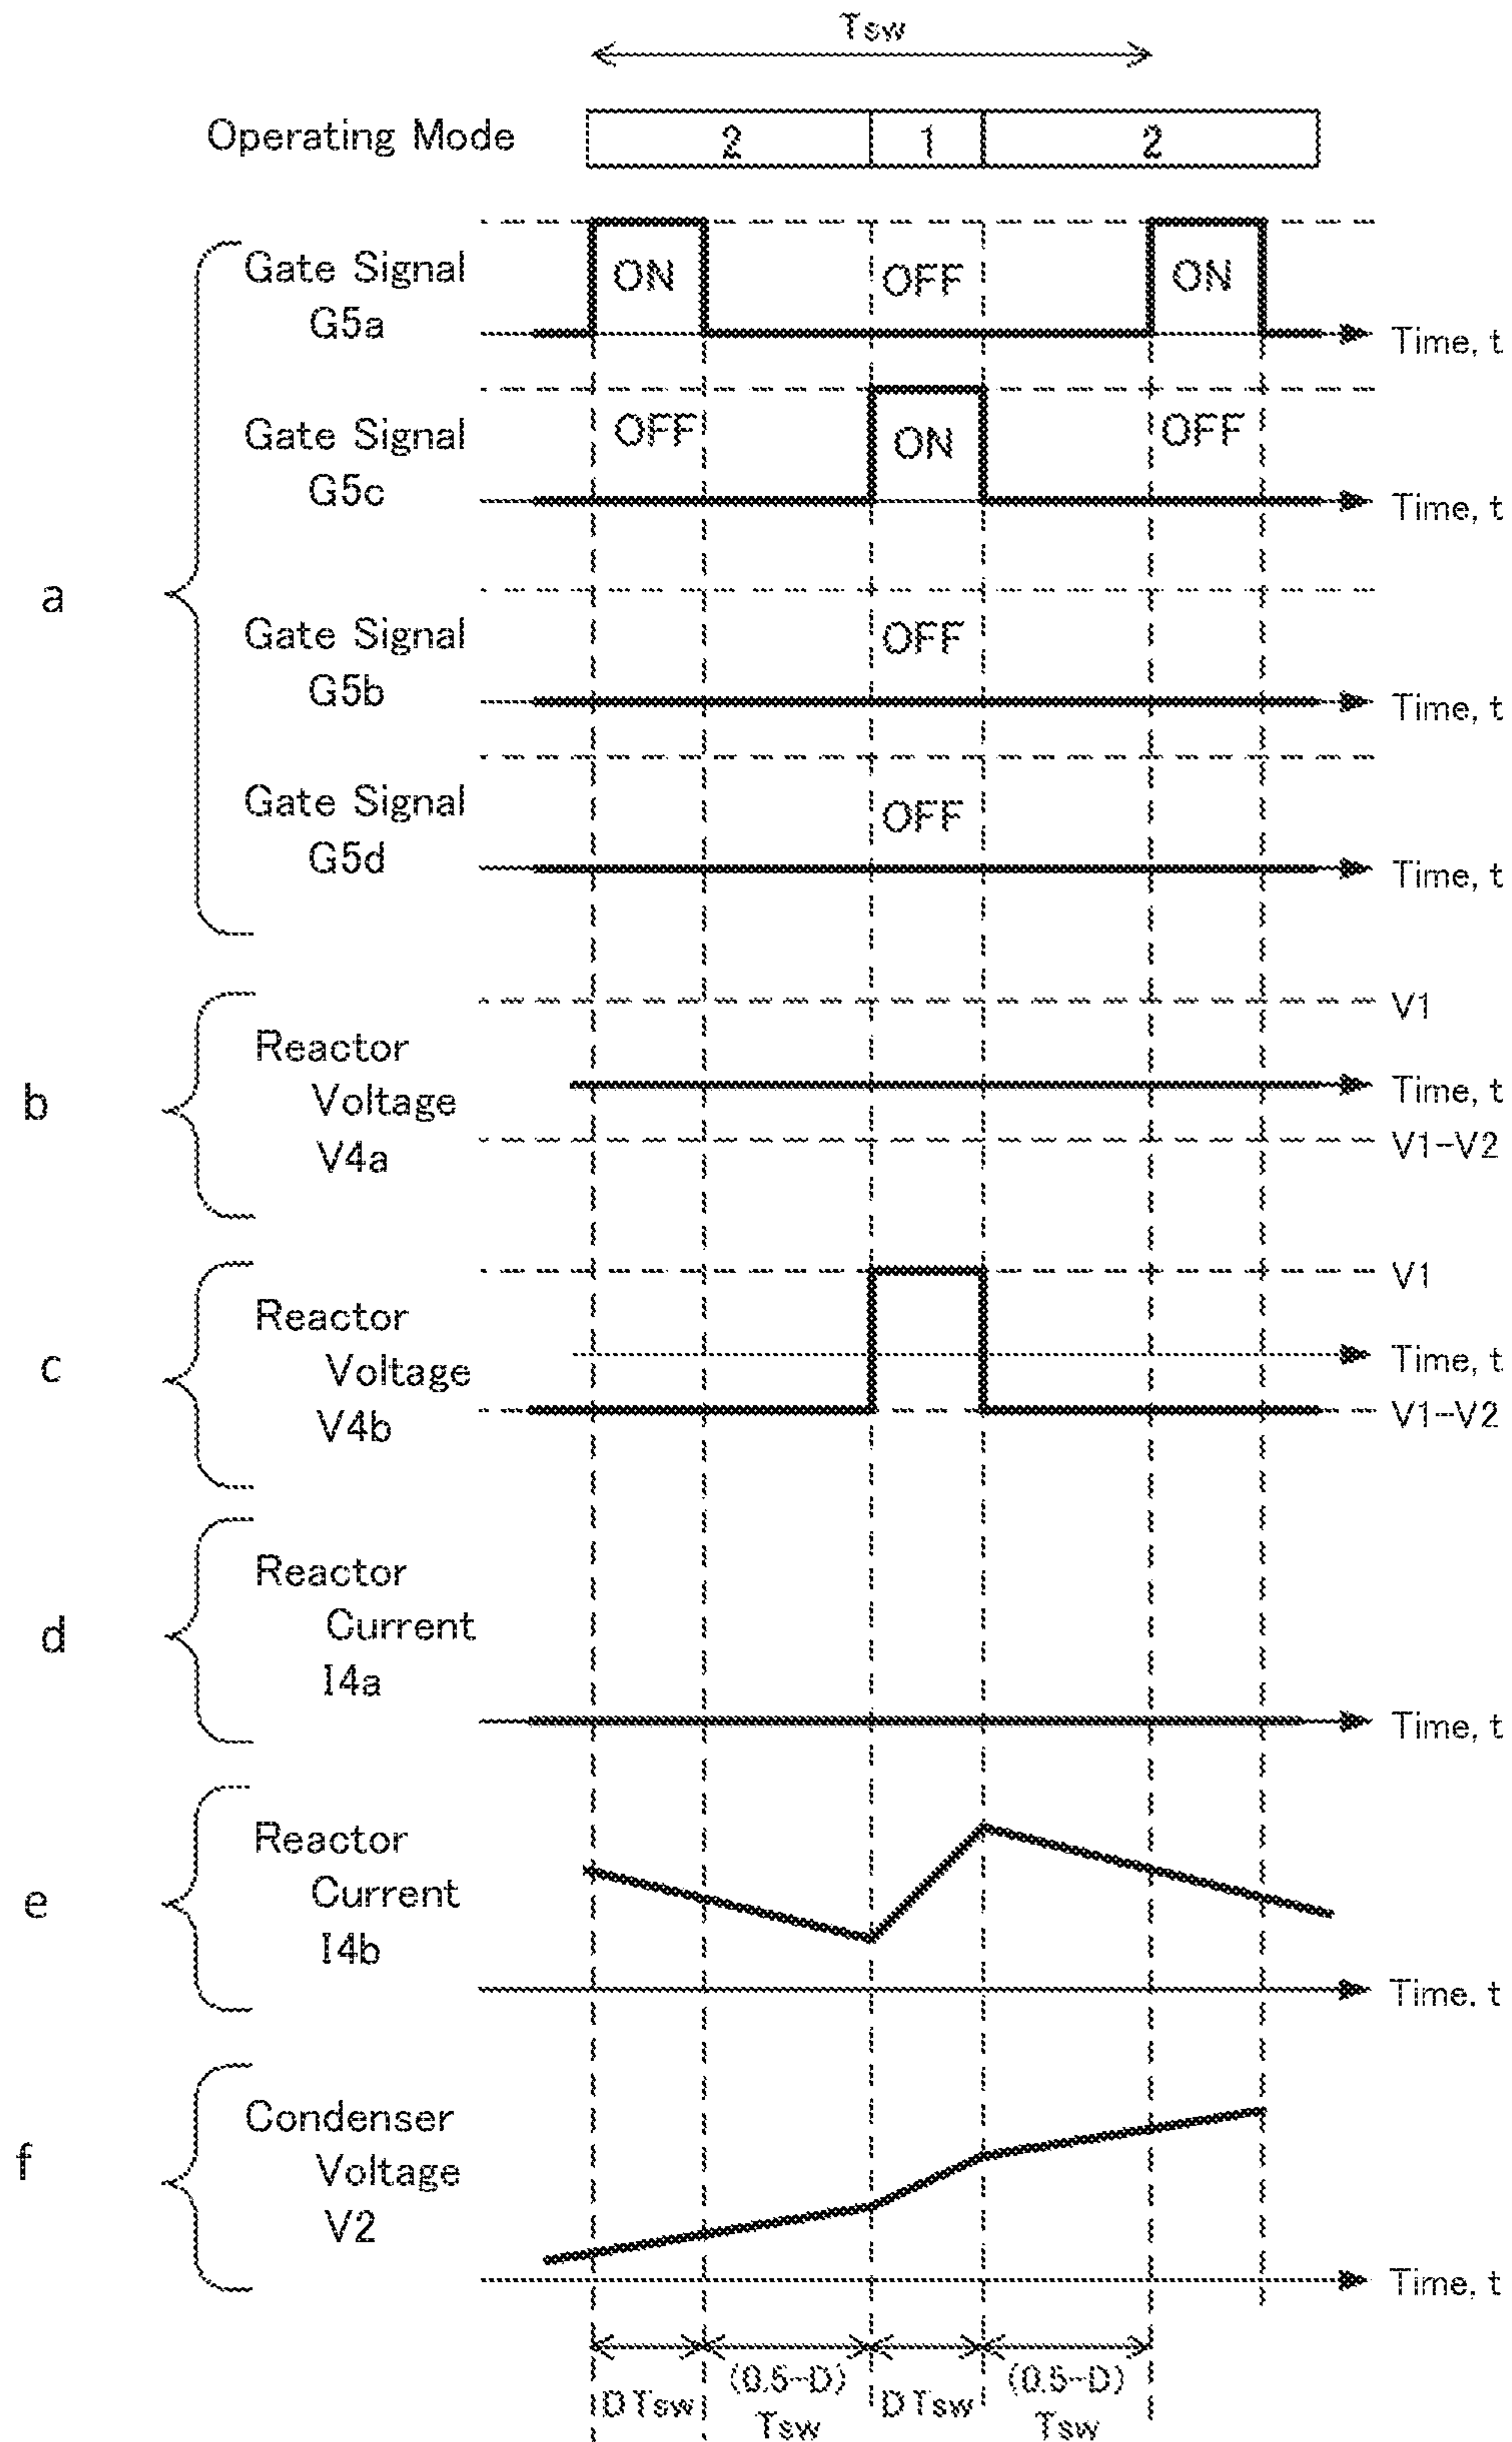 Tsw
Operating Mode
2
1
2
a
Gate Signal
G5a
ON
OFF
ON
Time, t
Gate Signal
G5c
OFF
ON
OFF
Time, t
Gate Signal
G5b
OFF
Time, t
Gate Signal
G5d
OFF
Time, t
b
Reactor
Voltage
V4a
V1
Time, t
V1-V2
c
Reactor
Voltage
V4b
V1
Time, t
V1-V2
d
Reactor
Current
I4a
Time, t
e
Reactor
Current
I4b
Time, t
f
Condenser
Voltage
V2
Time, t
DTsw
(0.5-D)
Tsw
DTsw
(0.5-D)
Tsw